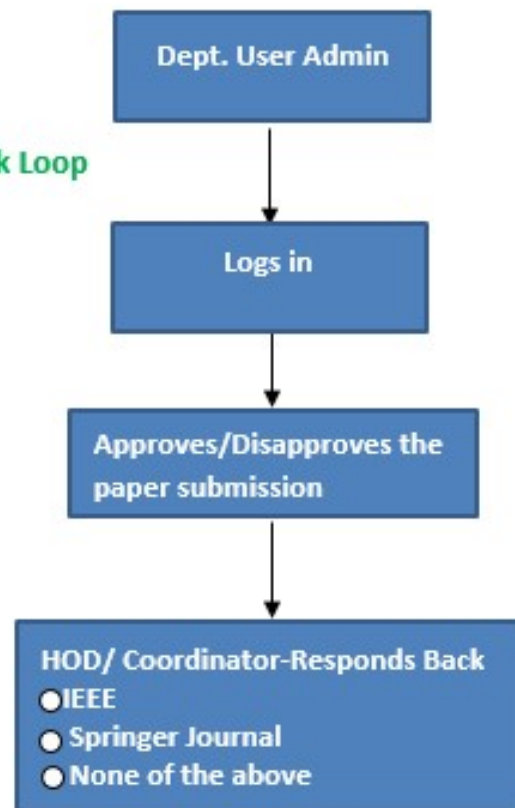 Dept. User Admin
k Loop
Logs in
Approves/Disapproves the
paper submission
HOD/ Coordinator-Responds Back
IEEE
Springer Journal
None of the above